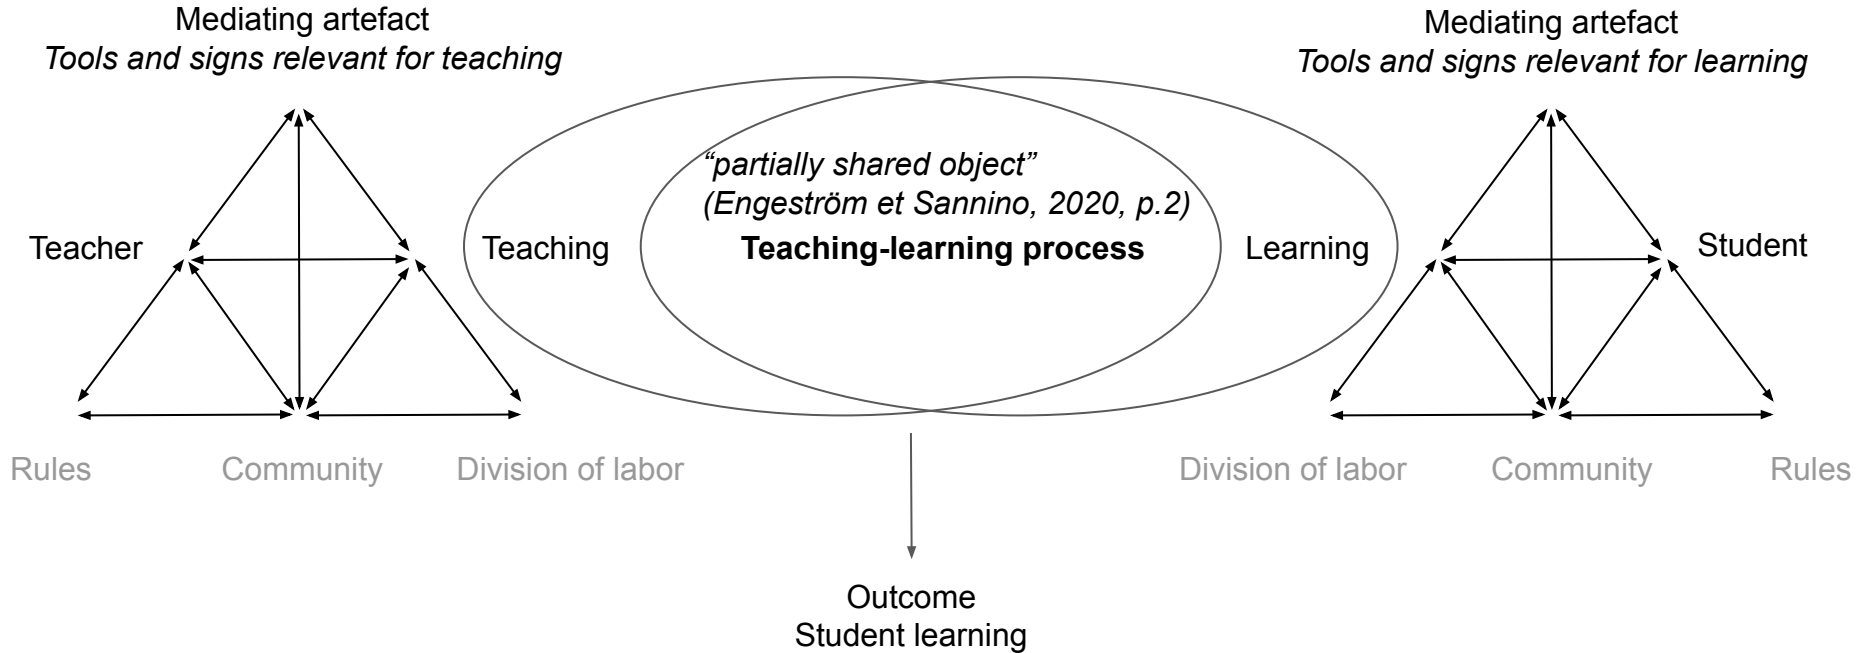 Mediating artefact
Tools and signs relevant for teaching
Mediating artefact
Tools and signs relevant for learning
“partially shared object”
(Engeström et Sannino, 2020, p.2)
Teacher
Teaching
Teaching-learning process
Learning
Student
Rules
Community
Division of labor
Division of labor
Community
Rules
Outcome
Student learning